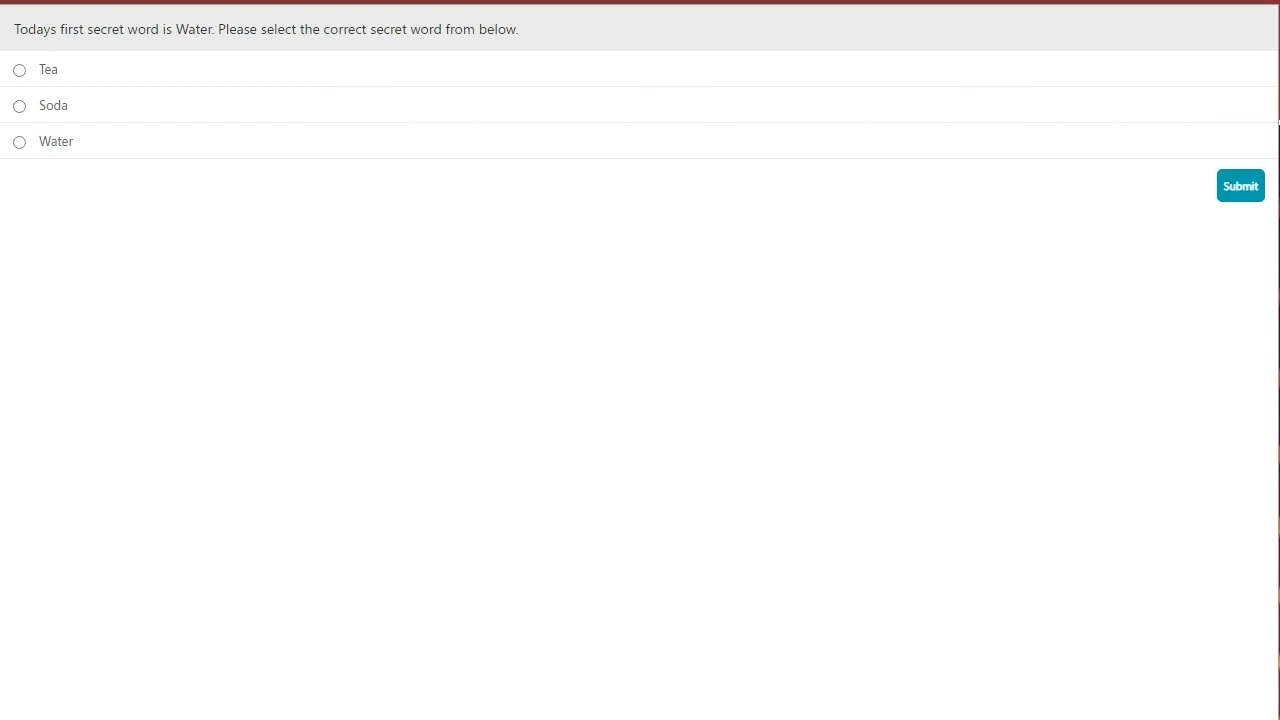 Todays first secret word is Water. Please select the correct secret word from below.
Tea
Soda
Water
Submit